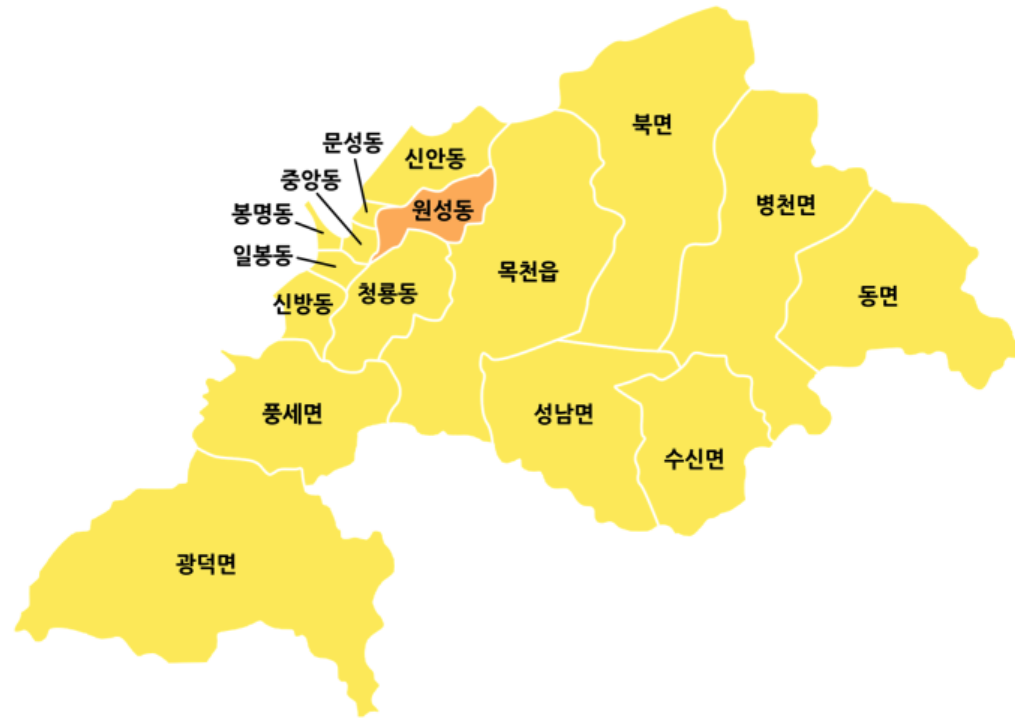 북면
문성동
신안동
중앙동
병천면
원성동
봉명동
일봉동
목천읍
청룡동
동면
신방동
풍세면
성남면
수신면
광덕면